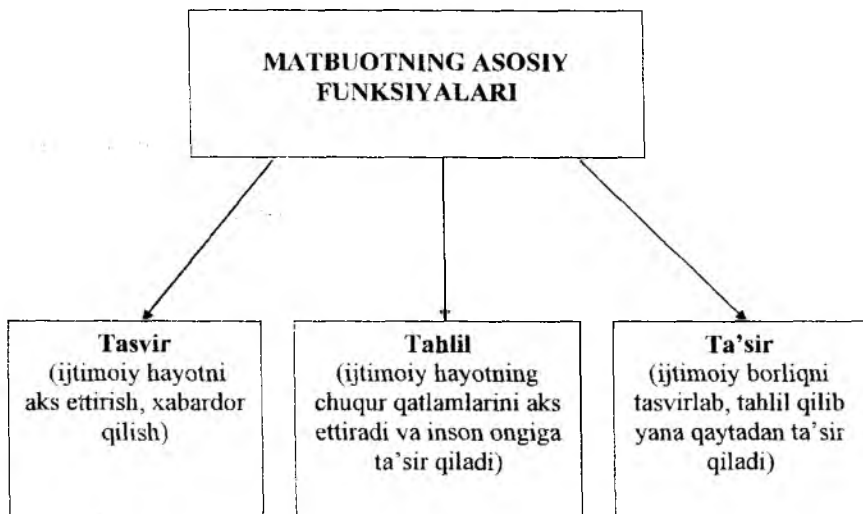 MATBUOTNING ASOSIY
FUNKSIYALARI
Tasvir
(ijtimoiy hayotni
aks ettirish, xabardor
qilish)
Tahlil
(ijtimoiy hayotning
chuqur qatlamlarini aks
ettiradi va inson ongiga
ta'sir qiladi)
Ta'sir
(ijtimoiy borliqni
tasvirlab, tahlil qilib
yana qaytadan ta'sir
qiladi)